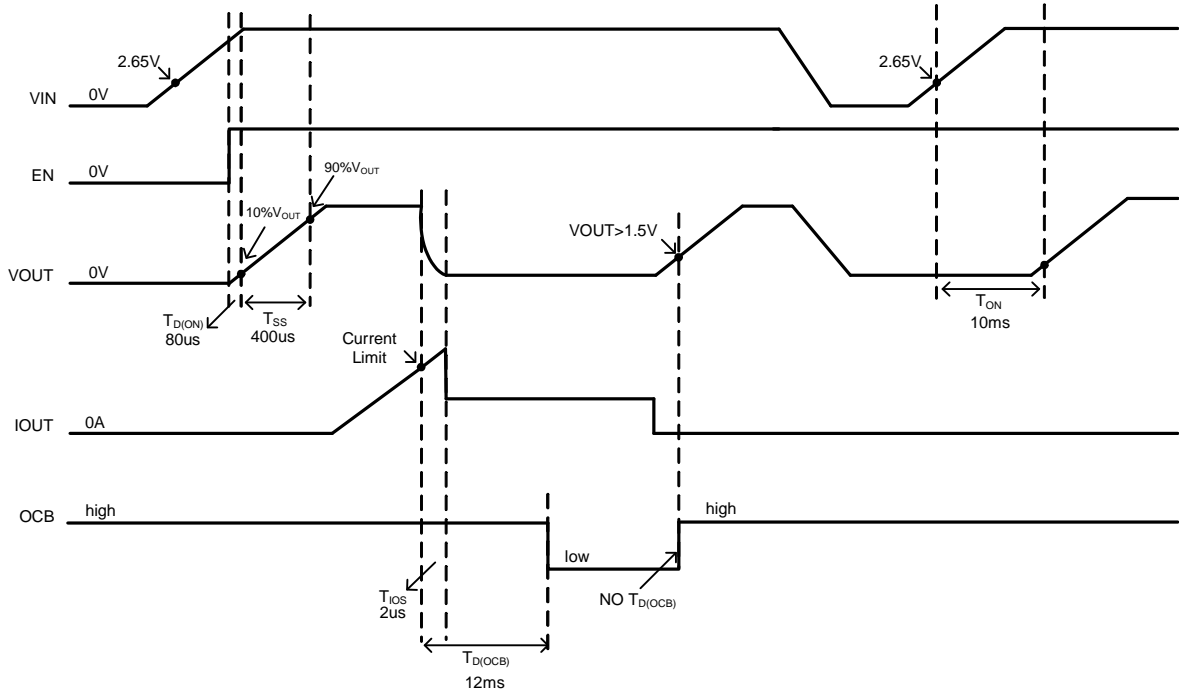 2.65V
2.65V
VIN
0V
EN
0V
90%VOUT
10%VOUT
VOUT>1.5V
VOUT
0V
TD(ON)
80us
TSS
400us
TON
10ms
Current
Limit
IOUT
0A
OCB
high
high
low
TIOS
2us
NO TD(OCB)
TD(OCB)
12ms